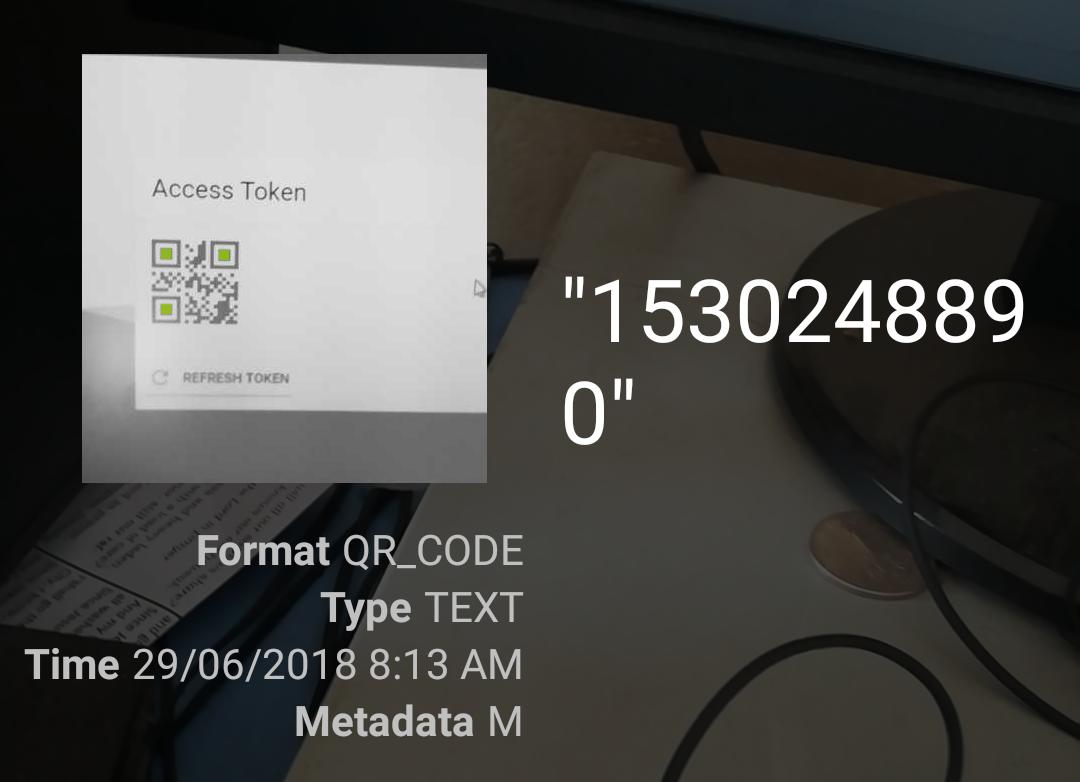 Access Token
REFRESH TOKEN
"153024889
0"
Format QR_CODE
Type TEXT
Time 29/06/2018 8:13 AM
Metadata M